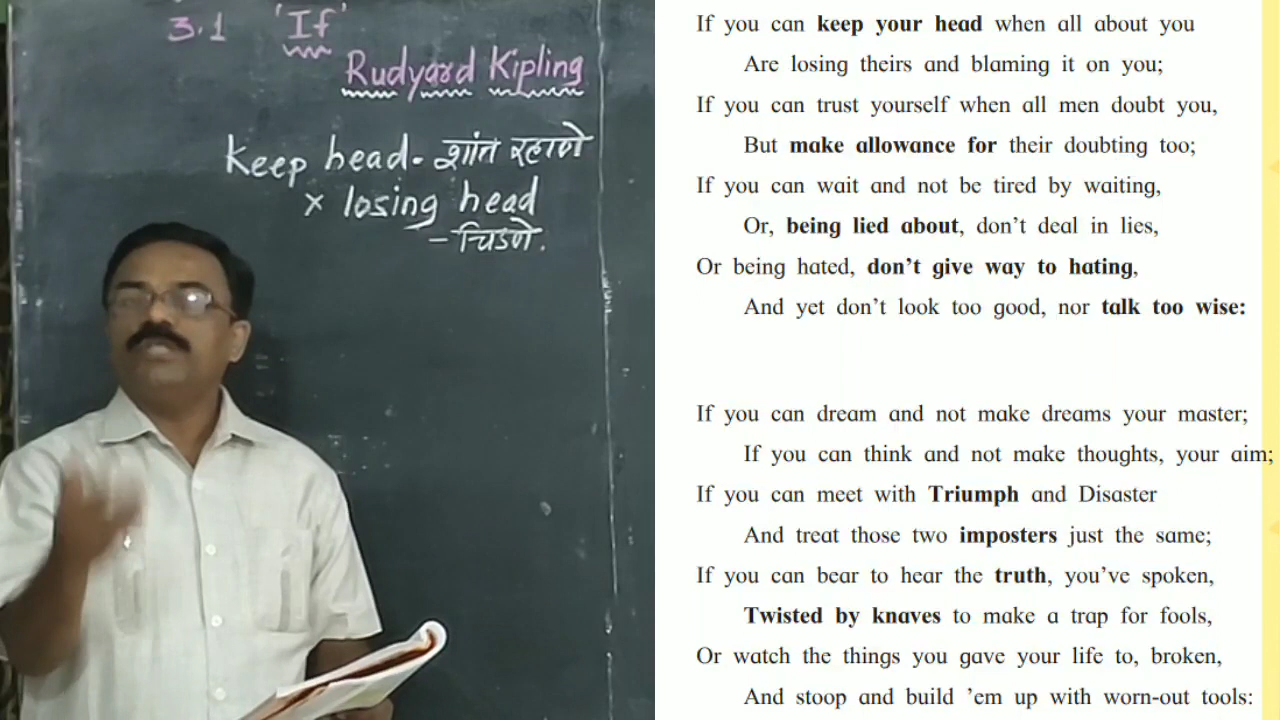 3.1 'If'
Rudyard Kipling
Keep head - शांत रहाणे
× losing head
- चिडणे.
If you can keep your head when all about you
Are losing theirs and blaming it on you;
If you can trust yourself when all men doubt you,
But make allowance for their doubting too;
If you can wait and not be tired by waiting,
Or, being lied about, don’t deal in lies,
Or being hated, don’t give way to hating,
And yet don’t look too good, nor talk too wise:
If you can dream and not make dreams your master;
If you can think and not make thoughts, your aim;
If you can meet with Triumph and Disaster
And treat those two imposters just the same;
If you can bear to hear the truth, you’ve spoken,
Twisted by knaves to make a trap for fools,
Or watch the things you gave your life to, broken,
And stoop and build ’em up with worn-out tools: